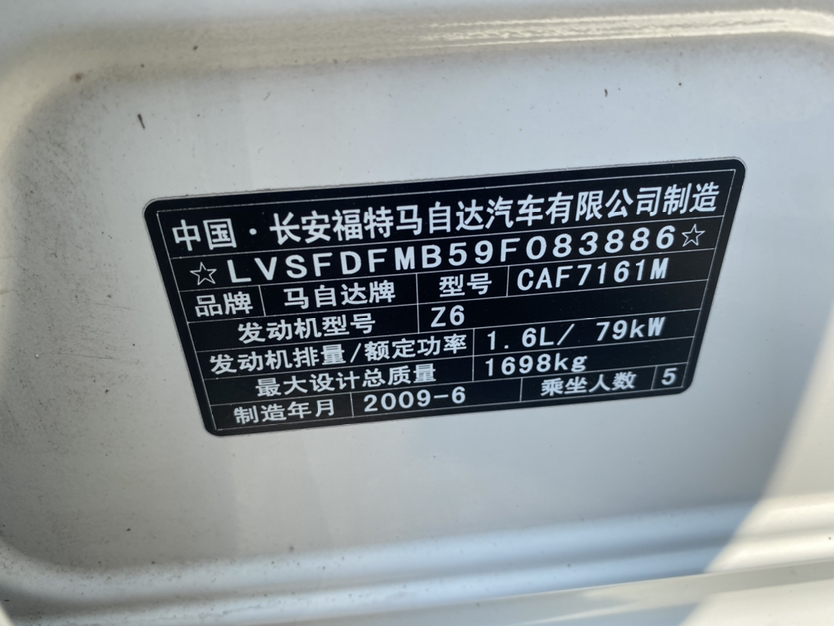 中国·长安福特马自达汽车有限公司制造
☆LVSFDFMB59F083886☆
品牌 马自达牌 型号 CAF7161M
发动机型号 Z6
发动机排量/额定功率 1.6L/ 79kW
最大设计总质量 1698kg
制造年月 2009-6 乘坐人数 5